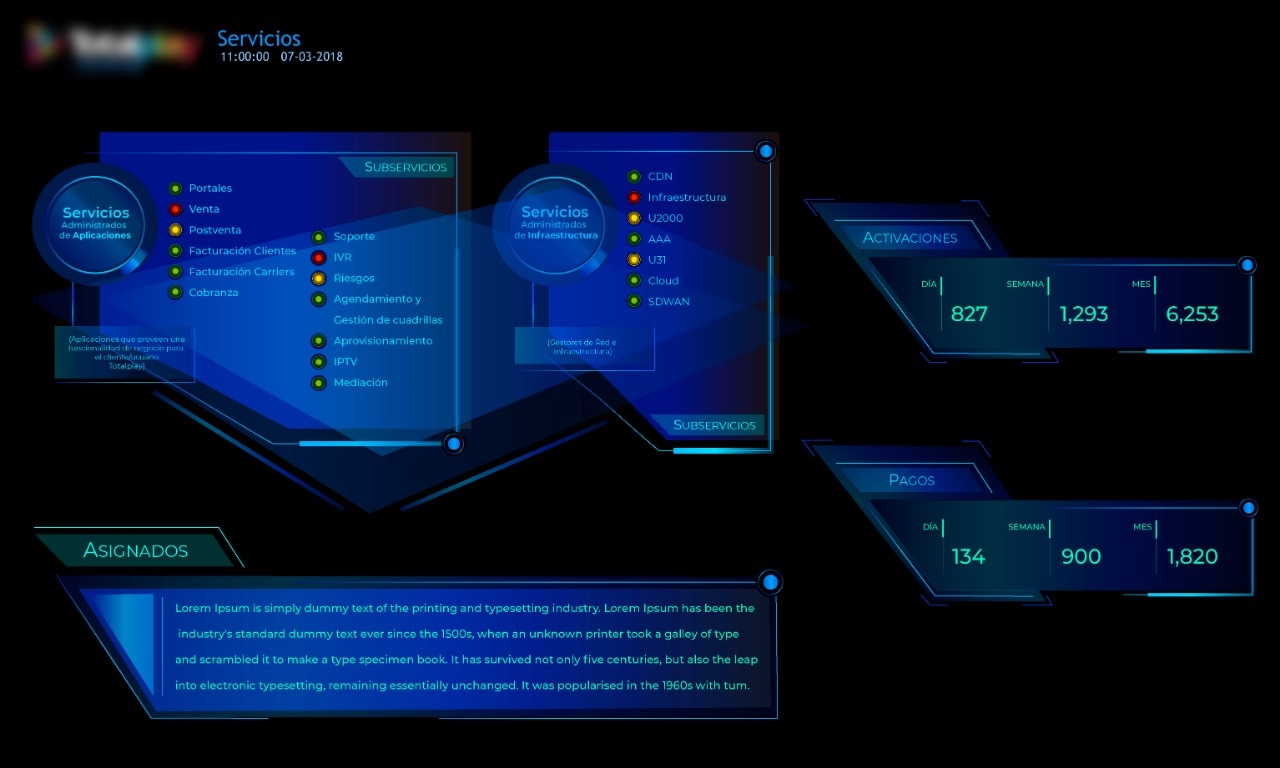 Totalplay
Servicios
11:00:00 07-03-2018
Servicios
Administrados
de Aplicaciones
(Aplicaciones que proveen una
funcionalidad de negocio para
el cliente/usuario
Totalplay)
SUBSERVICIOS
Portales
Venta
Postventa
Facturación Clientes
Facturación Carriers
Cobranza
Soporte
IVR
Riesgos
Agendamiento y
Gestión de cuadrillas
Aprovisionamiento
IPTV
Mediación
Servicios
Administrados
de Infraestructura
(Gestores de Red e
infraestructura)
CDN
Infraestructura
U2000
AAA
U31
Cloud
SDWAN
SUBSERVICIOS
ACTIVACIONES
DÍA
827
SEMANA
1,293
MES
6,253
PAGOS
DÍA
134
SEMANA
900
MES
1,820
ASIGNADOS
Lorem Ipsum is simply dummy text of the printing and typesetting industry. Lorem Ipsum has been the
industry's standard dummy text ever since the 1500s, when an unknown printer took a galley of type
and scrambled it to make a type specimen book. It has survived not only five centuries, but also the leap
into electronic typesetting, remaining essentially unchanged. It was popularised in the 1960s with tum.